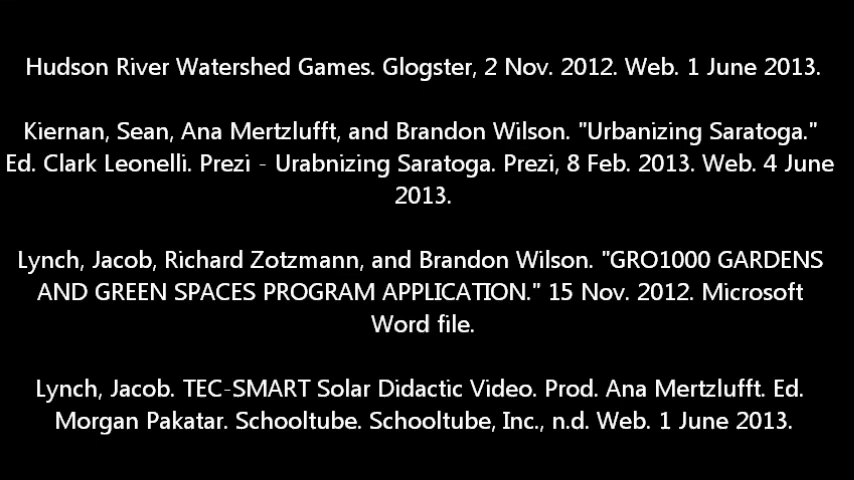 Hudson River Watershed Games. Glogster, 2 Nov. 2012. Web. 1 June 2013.
Kiernan, Sean, Ana Mertzlufft, and Brandon Wilson. "Urbanizing Saratoga."
Ed. Clark Leonelli. Prezi - Urabnizing Saratoga. Prezi, 8 Feb. 2013. Web. 4 June
2013.
Lynch, Jacob, Richard Zotzmann, and Brandon Wilson. "GRO1000 GARDENS
AND GREEN SPACES PROGRAM APPLICATION." 15 Nov. 2012. Microsoft
Word file.
Lynch, Jacob. TEC-SMART Solar Didactic Video. Prod. Ana Mertzlufft. Ed.
Morgan Pakatar. Schooltube. Schooltube, Inc., n.d. Web. 1 June 2013.